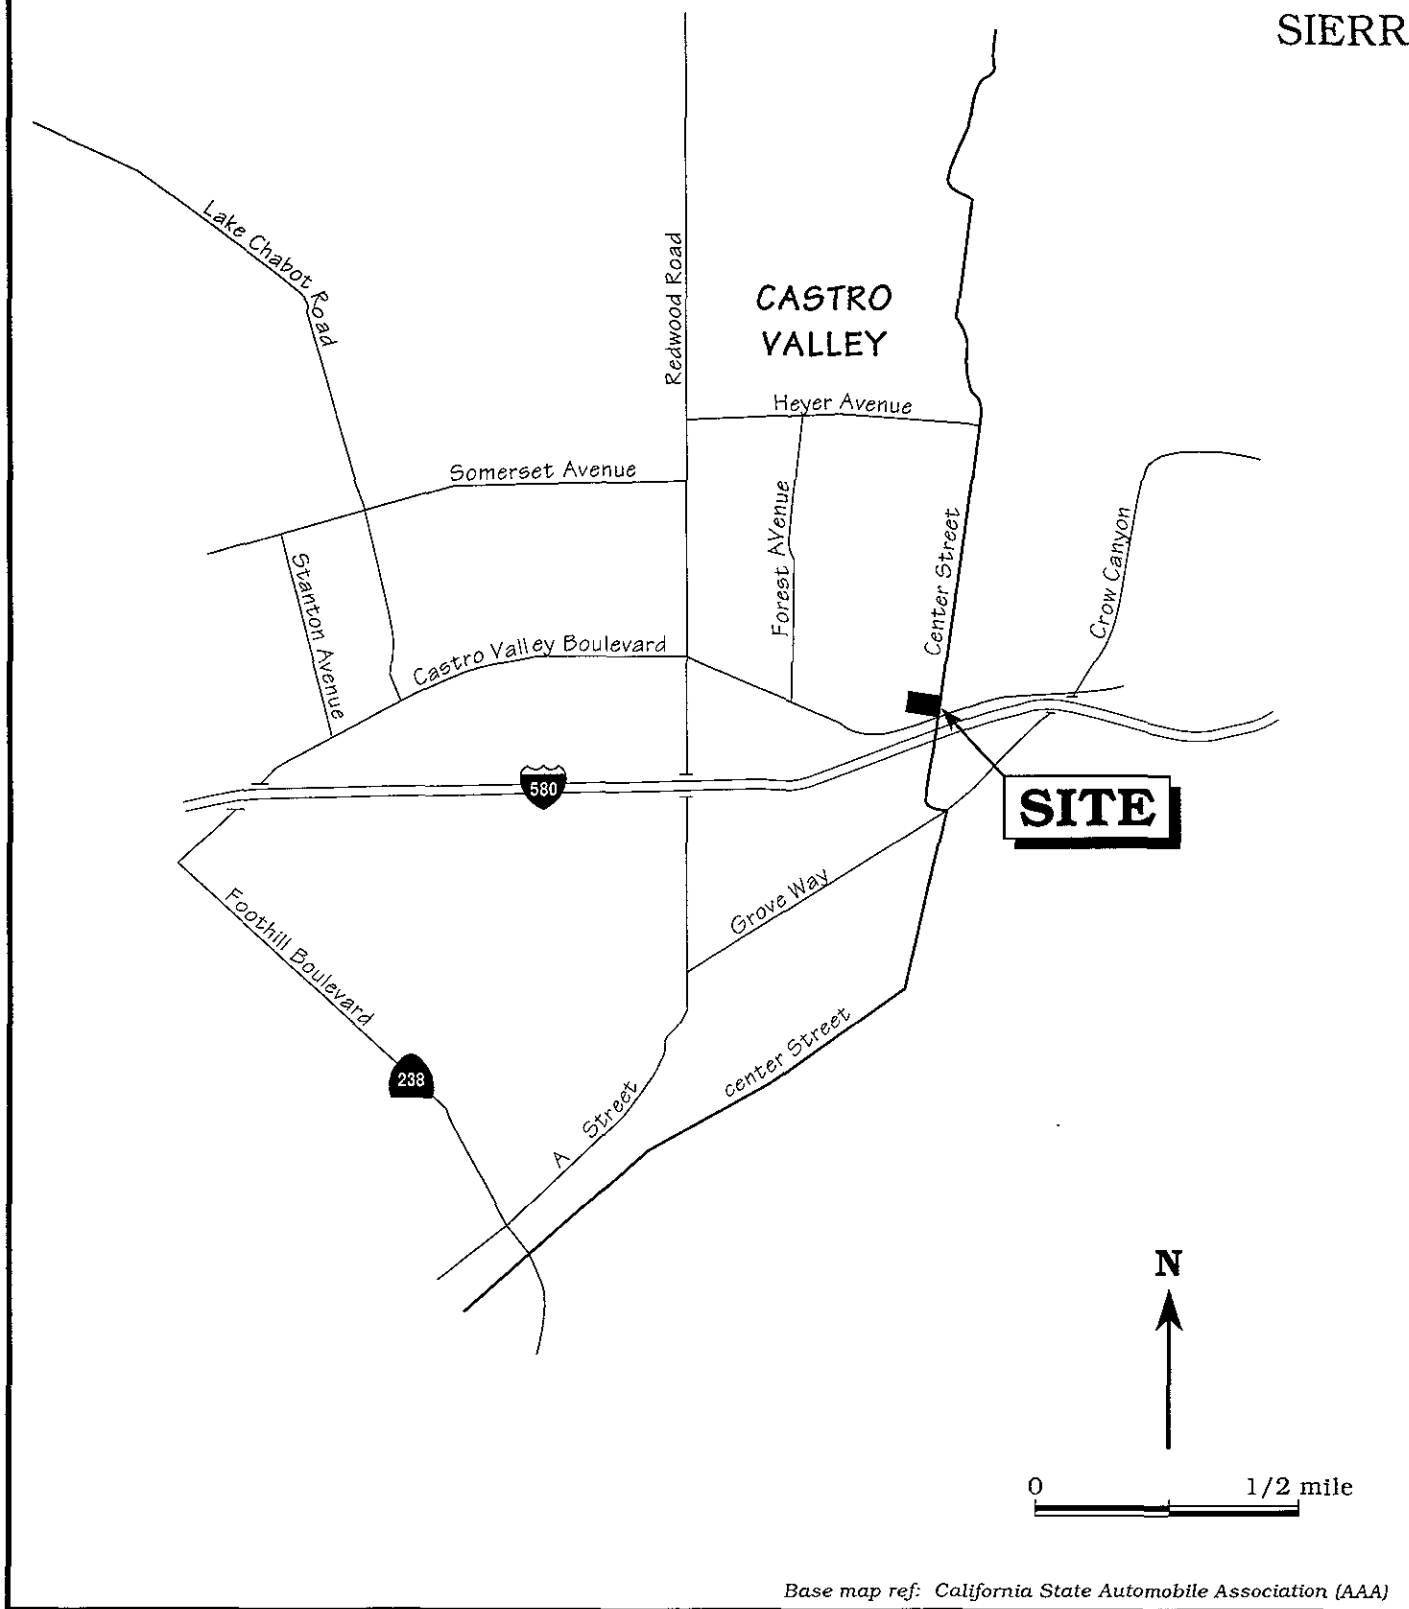 SIERR
Lake Chabot Road
Redwood Road
CASTRO
VALLEY
Heyer Avenue
Somerset Avenue
Forest AVenue
Center Street
Crow Canyon
Stanton Avenue
Castro Valley Boulevard
580
SITE
Grove Way
Foothill Boulevard
center Street
238
A Street
N
0 1/2 mile
Base map ref: California State Automobile Association (AAA)